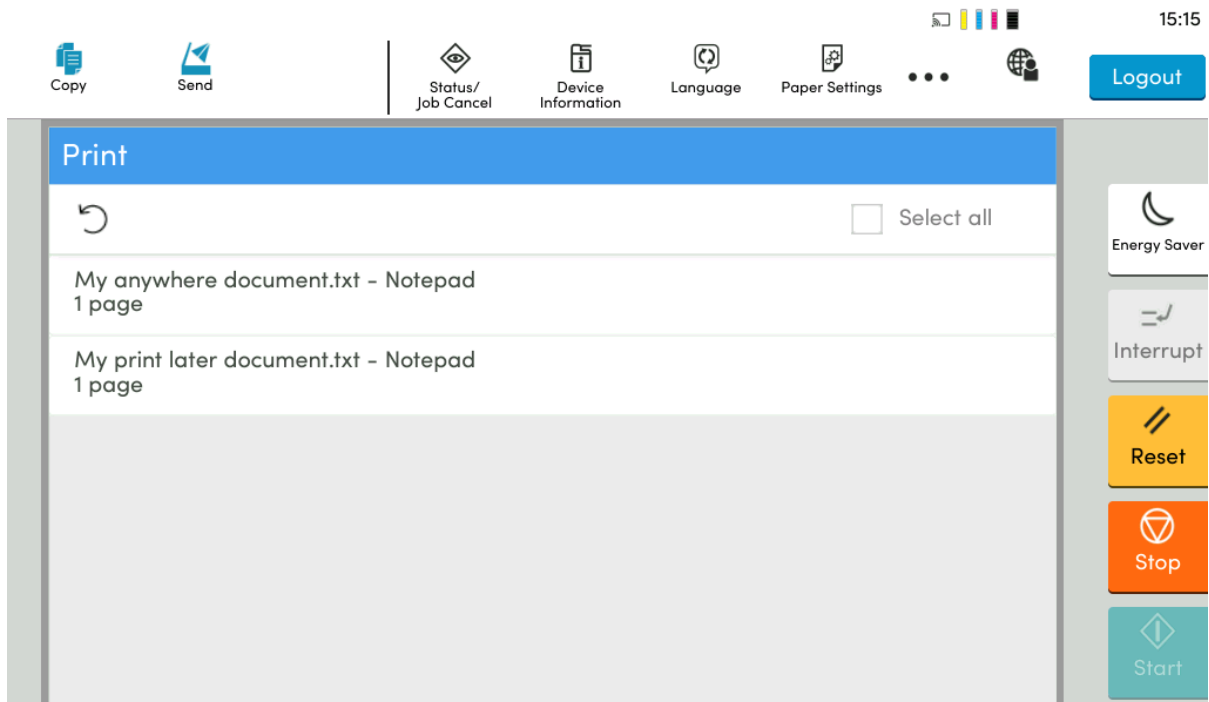 15:15
Copy
Send
Status/
Job Cancel
Device
Information
Language
Paper Settings
Logout
Print
Select all
My anywhere document.txt - Notepad
1 page
My print later document.txt - Notepad
1 page
Energy Saver
Interrupt
Reset
Stop
Start